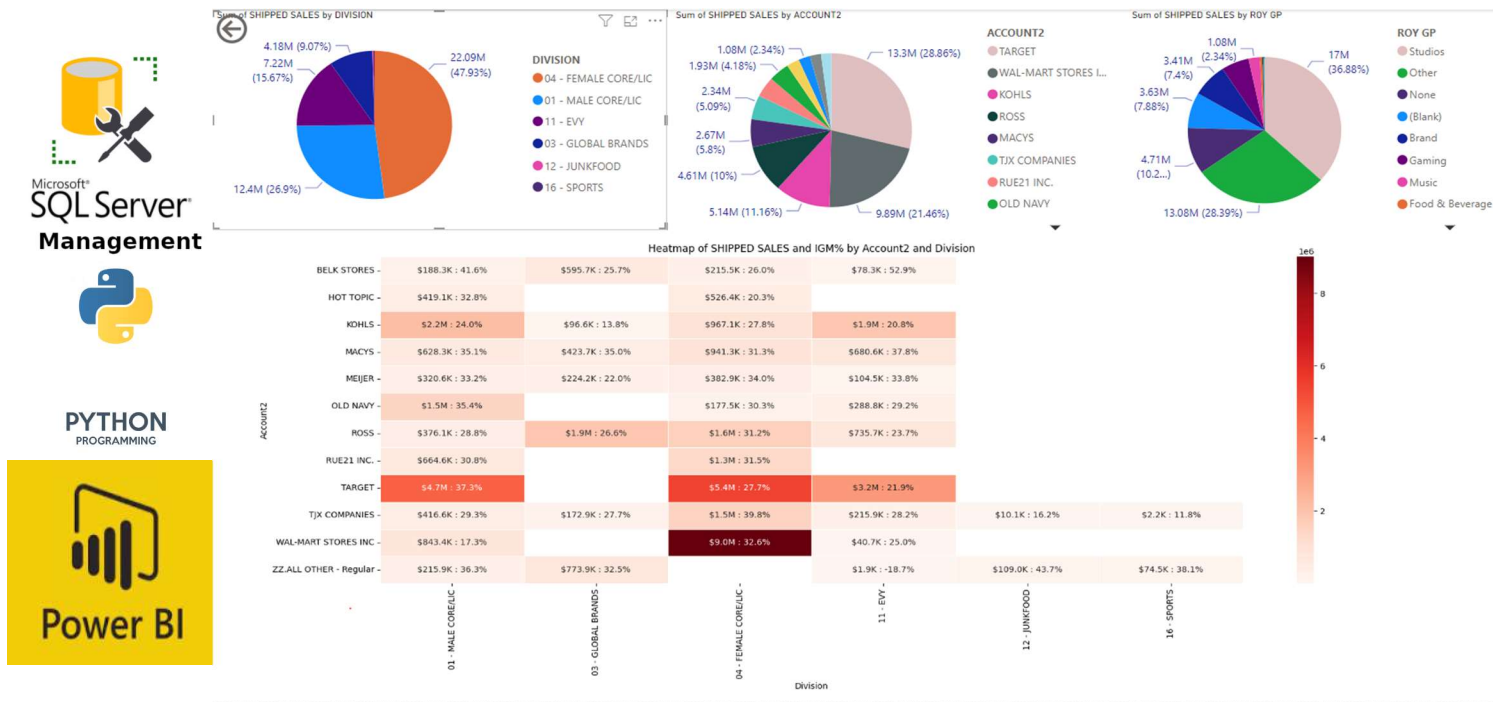 Sum of SHIPPED SALES by DIVISION
4.18M (9.07%)
7.22M
(15.67%)
22.09M
(47.93%)
12.4M (26.9%)
DIVISION
04 - FEMALE CORE/LIC
01 - MALE CORE/LIC
11 - EVY
03 - GLOBAL BRANDS
12 - JUNKFOOD
16 - SPORTS
Sum of SHIPPED SALES by ACCOUNT2
1.08M (2.34%)
1.93M (4.18%)
2.34M
(5.09%)
2.67M
(5.8%)
4.61M (10%)
5.14M (11.16%)
9.89M (21.46%)
13.3M (28.86%)
ACCOUNT2
TARGET
WAL-MART STORES I...
KOHLS
ROSS
MACYS
TJX COMPANIES
RUE21 INC.
OLD NAVY
Sum of SHIPPED SALES by ROY GP
1.08M
(2.34%)
3.41M
(7.4%)
3.63M
(7.88%)
4.71M
(10.2...)
13.08M (28.39%)
17M
(36.88%)
ROY GP
Studios
Other
None
(Blank)
Brand
Gaming
Music
Food & Beverage
Microsoft®
SQL Server®
Management
PYTHON
PROGRAMMING
Power BI
Heatmap of SHIPPED SALES and IGM% by Account2 and Division
BELK STORES $188.3K : 41.6% $595.7K : 25.7% $215.5K : 26.0% $78.3K : 52.9%
HOT TOPIC $419.1K : 32.8% $526.4K : 20.3%
KOHLS $2.2M : 24.0% $96.6K : 13.8% $967.1K : 27.8% $1.9M : 20.8%
MACYS $628.3K : 35.1% $423.7K : 35.0% $941.3K : 31.3% $680.6K : 37.8%
MEIJER $320.6K : 33.2% $224.2K : 22.0% $382.9K : 34.0% $104.5K : 33.8%
OLD NAVY $1.5M : 35.4% $177.5K : 30.3% $288.8K : 29.2%
ROSS $376.1K : 28.8% $1.9M : 26.6% $1.6M : 31.2% $735.7K : 23.7%
RUE21 INC. $664.6K : 30.8% $1.3M : 31.5%
TARGET $4.7M : 37.3% $5.4M : 27.7% $3.2M : 21.9%
TJX COMPANIES $416.6K : 29.3% $172.9K : 27.7% $1.5M : 39.8% $215.9K : 28.2% $10.1K : 16.2% $2.2K : 11.8%
WAL-MART STORES INC $843.4K : 17.3% $9.0M : 32.6% $40.7K : 25.0%
ZZ.ALL OTHER - Regular $215.9K : 36.3% $773.9K : 32.5% $1.9K : -18.7% $109.0K : 43.7% $74.5K : 38.1%
Account2
01 - MALE CORE/LIC
03 - GLOBAL BRANDS
04 - FEMALE CORE/LIC
11 - EVY
12 - JUNKFOOD
16 - SPORTS
Division
1e6
8
6
4
2